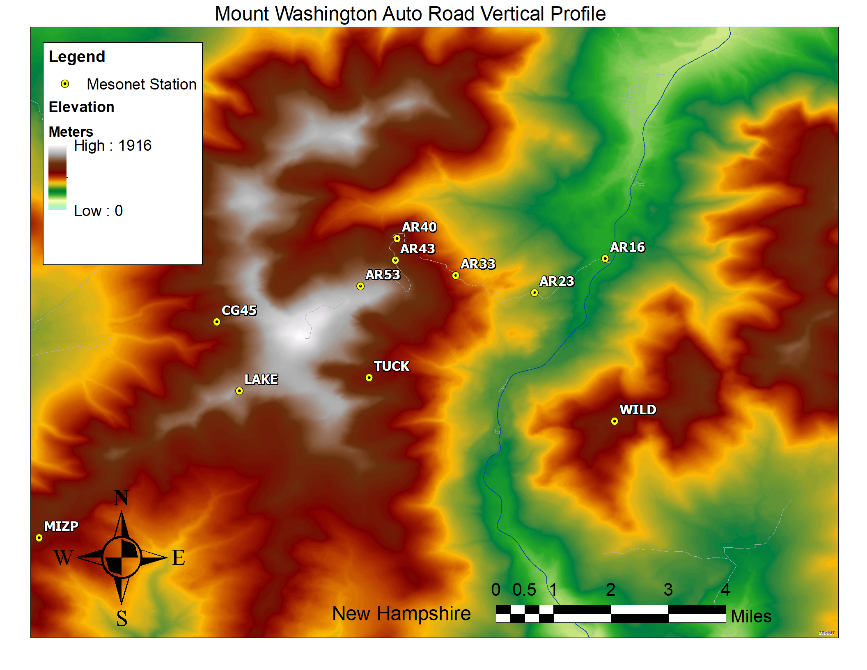 Mount Washington Auto Road Vertical Profile
Legend
Mesonet Station
Elevation
Meters
High : 1916
Low : 0
AR40
AR43
AR16
AR33
AR53
AR23
CG45
TUCK
LAKE
WILD
MIZP
N
W E
S
0 0.5 1 2 3 4
New Hampshire
Miles